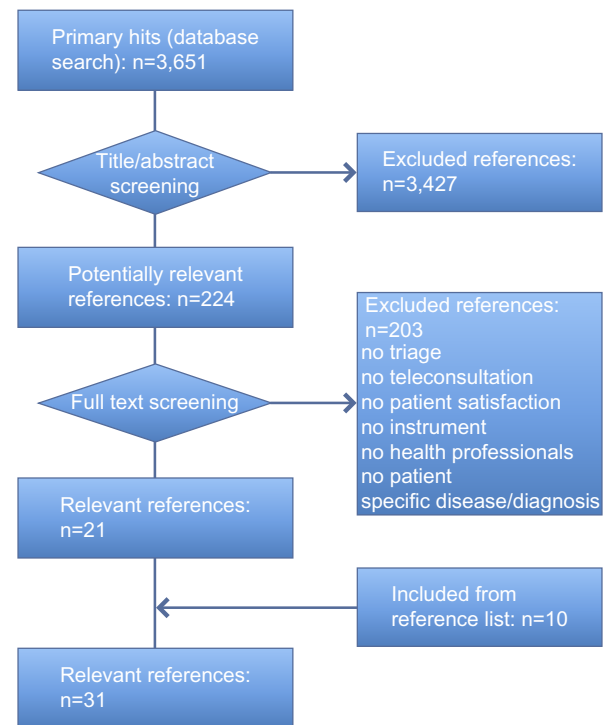 Primary hits (database
search): n=3,651
Title/abstract
screening
Excluded references:
n=3,427
Potentially relevant
references: n=224
Excluded references:
n=203
no triage
no teleconsultation
no patient satisfaction
no instrument
no health professionals
no patient
specific disease/diagnosis
Full text screening
Relevant references:
n=21
Included from
reference list: n=10
Relevant references:
n=31